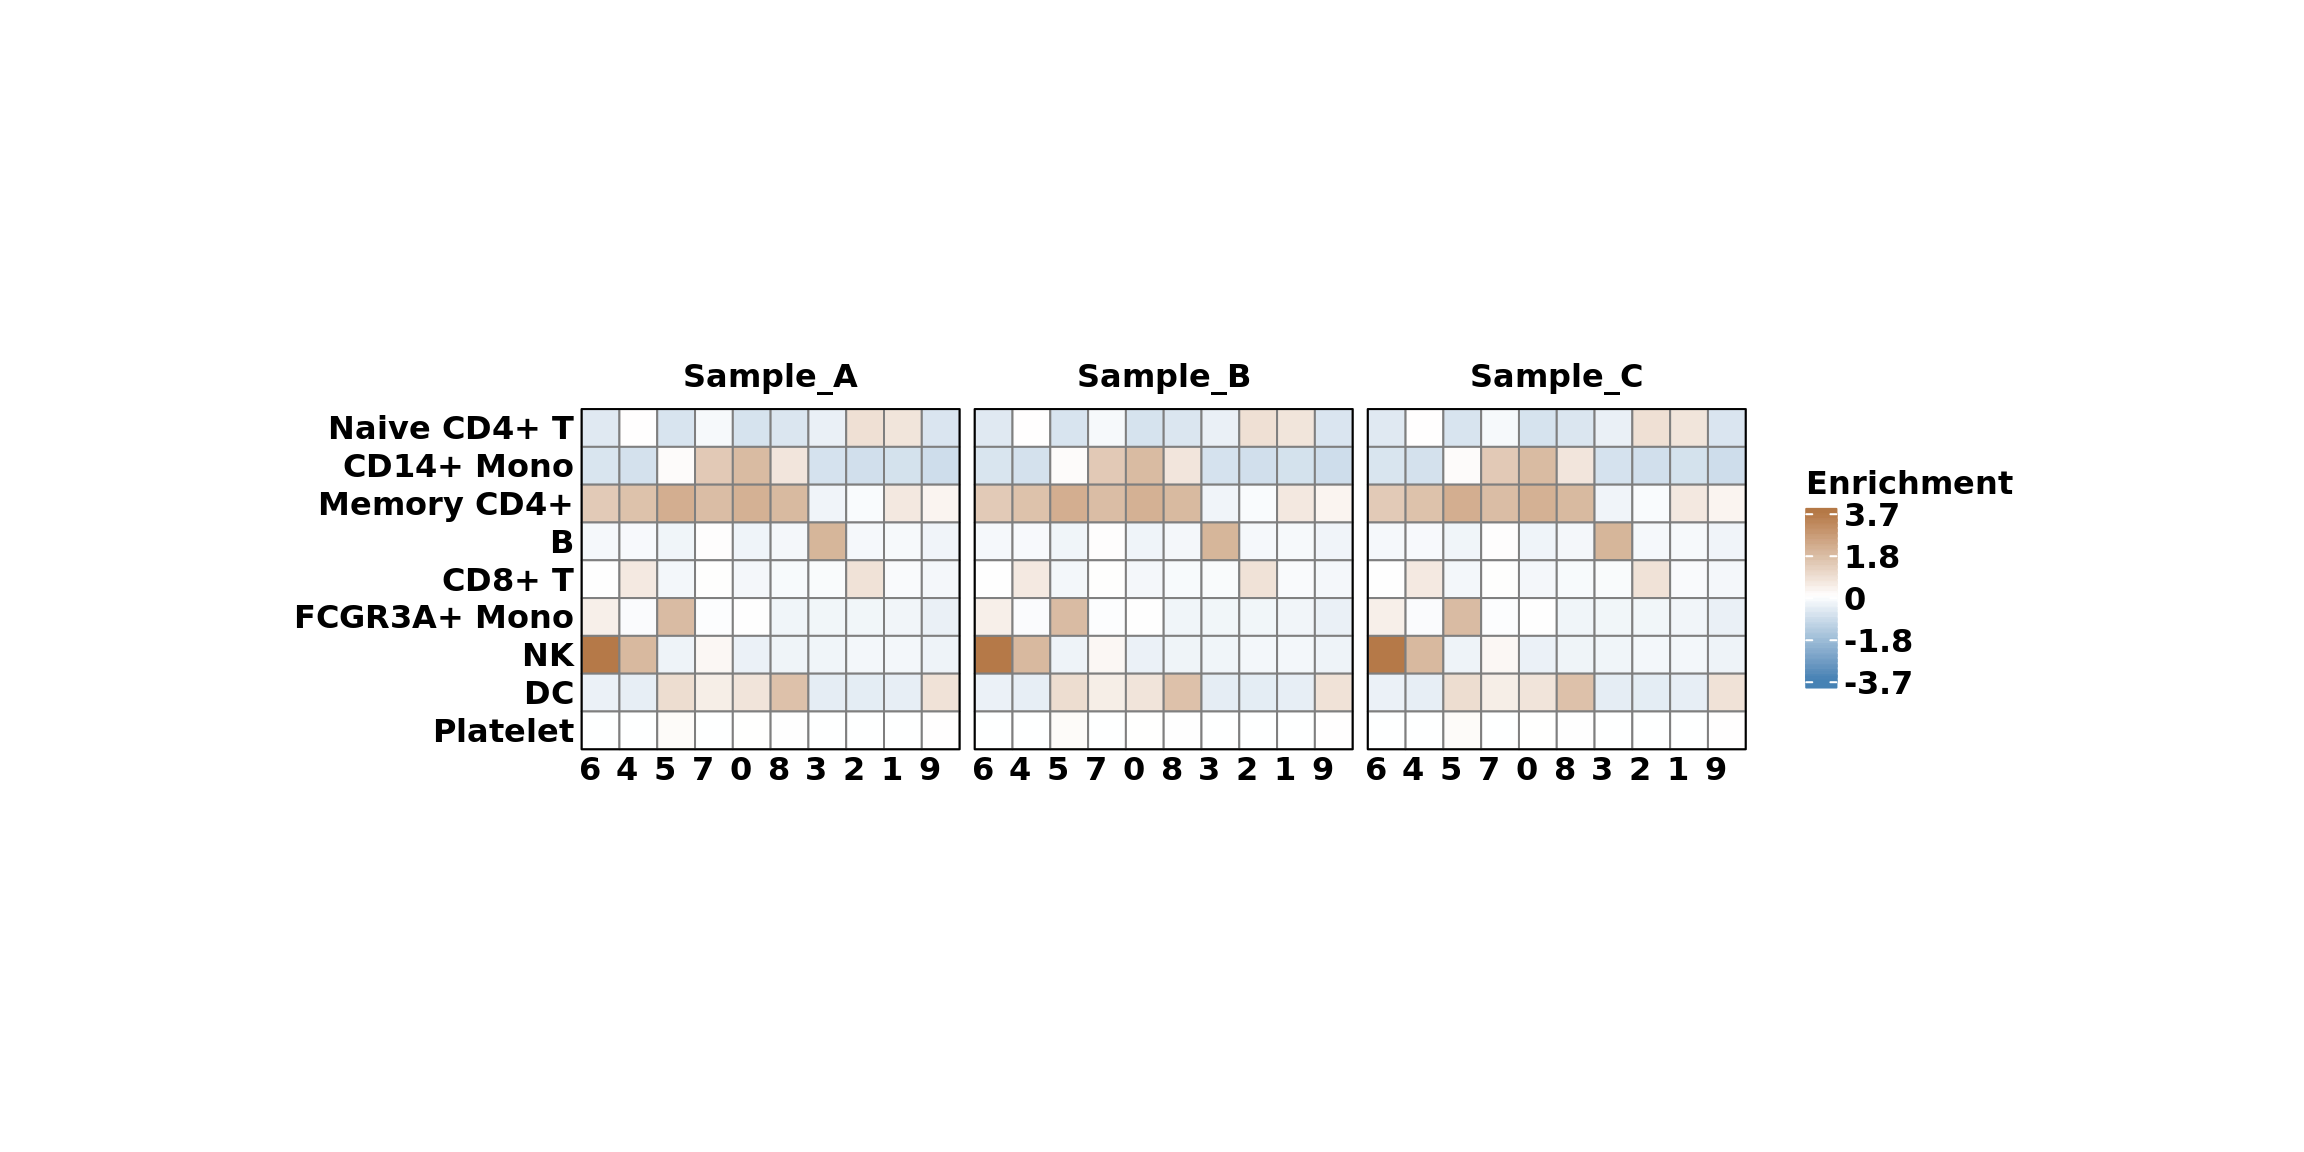 Sample_A Sample_B Sample_C
Naive CD4+ T
CD14+ Mono
Memory CD4+
B
CD8+ T
FCGR3A+ Mono
NK
DC
Platelet
6 4 5 7 0 8 3 2 1 9 6 4 5 7 0 8 3 2 1 9 6 4 5 7 0 8 3 2 1 9
Enrichment
3.7
1.8
0
-1.8
-3.7